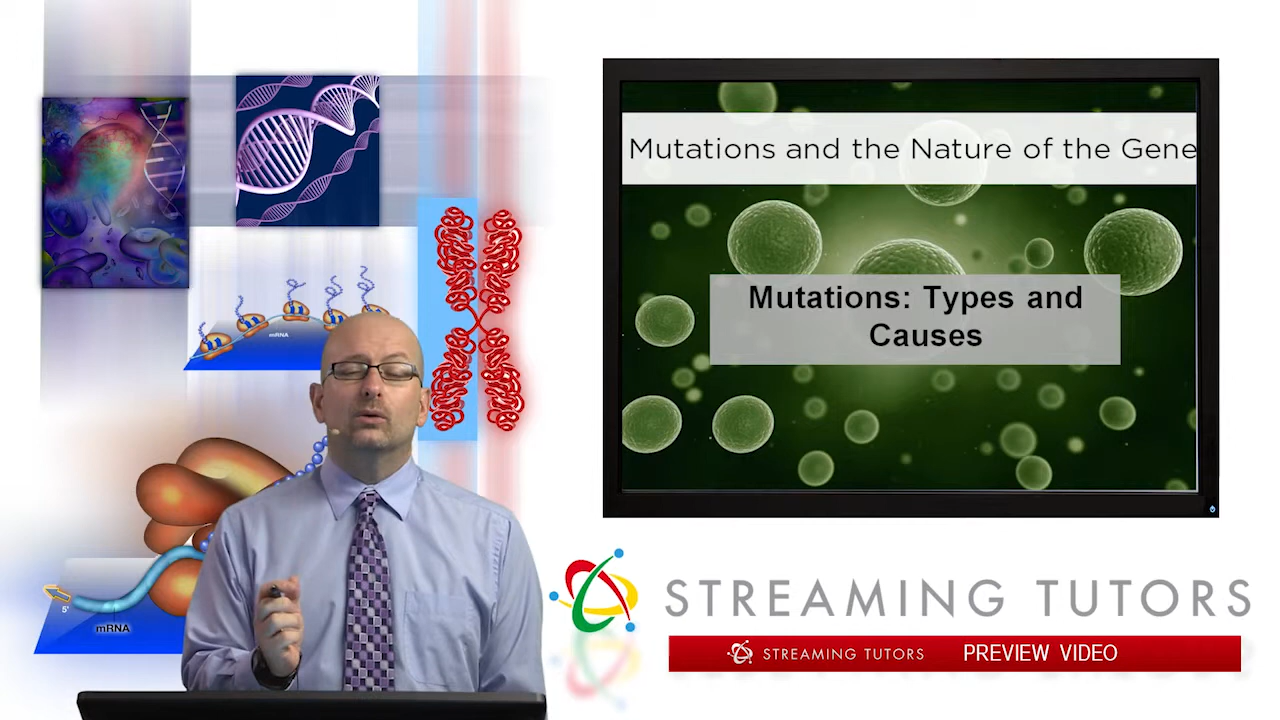 Mutations and the Nature of the Gene
Mutations: Types and
Causes
mRNA
5'
mRNA
STREAMING TUTORS
STREAMING TUTORS PREVIEW VIDEO